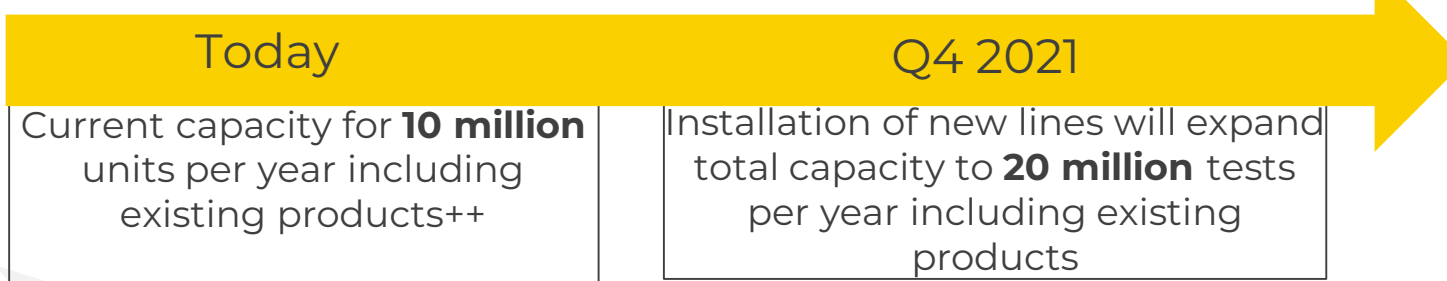 Today
Q4 2021
Current capacity for 10 million
units per year including
existing products++
Installation of new lines will expand
total capacity to 20 million tests
per year including existing
products